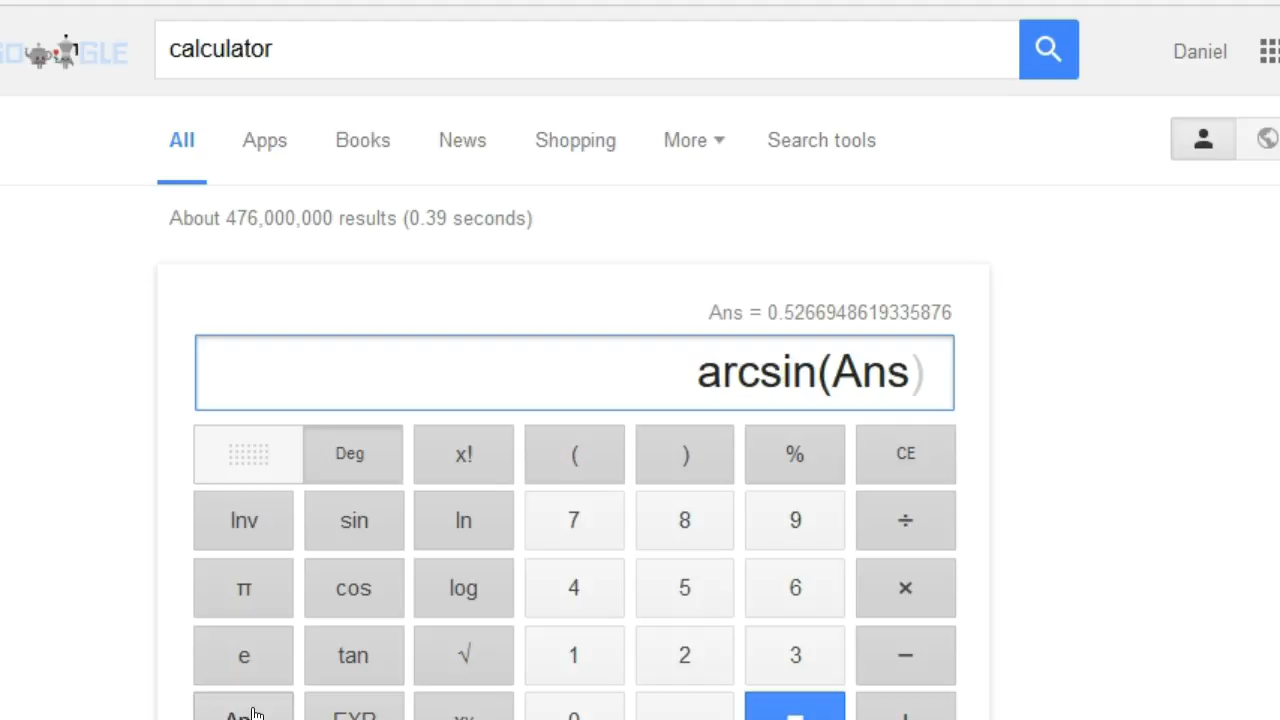 calculator
Daniel
All Apps Books News Shopping More Search tools
About 476,000,000 results (0.39 seconds)
Ans = 0.5266948619335876
arcsin(Ans)
Deg x! ( ) % CE
Inv sin ln 7 8 9 ÷
π cos log 4 5 6 ×
e tan √ 1 2 3 −
EXP 0